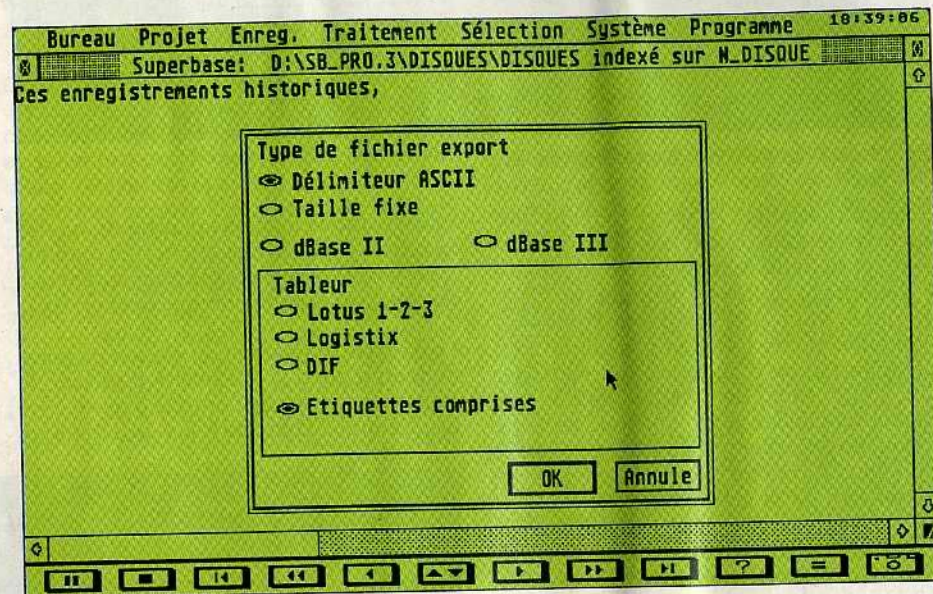 Bureau Projet Enreg. Traitement Sélection Système Programme 18:39:06
Superbase: D:\SB_PRO.3\DISQUES\DISQUES indexé sur N_DISQUE
Ces enregistrements historiques,
Type de fichier export
Délimiteur ASCII
Taille fixe
dBase II dBase III
Tableur
Lotus 1-2-3
Logistix
DIF
Etiquettes comprises
OK Annule
? =